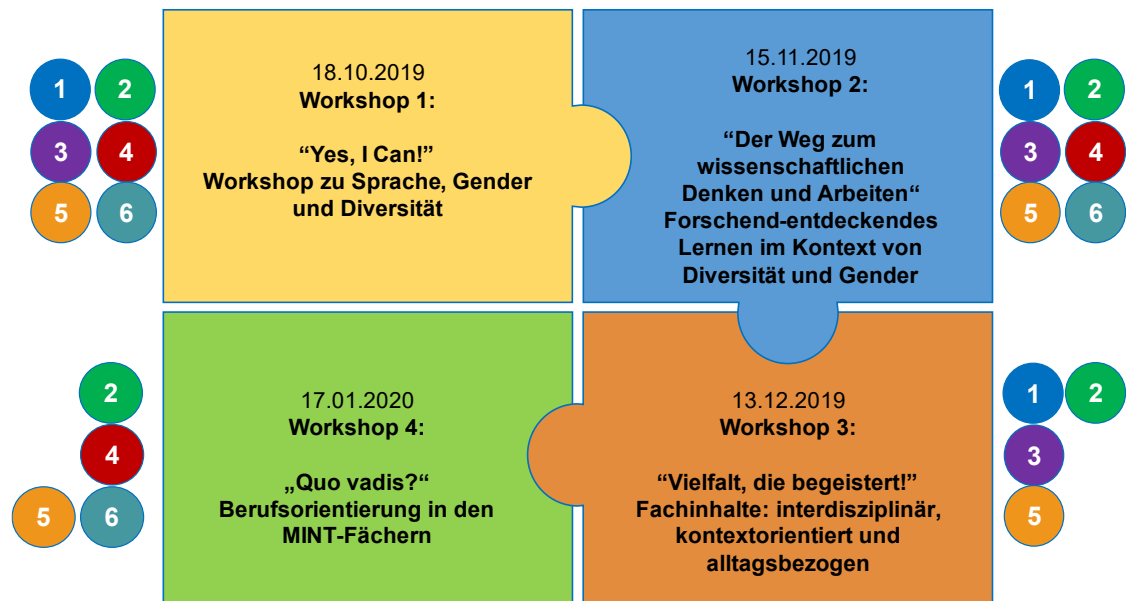 1 2
3 4
5 6
18.10.2019
Workshop 1:
“Yes, I Can!”
Workshop zu Sprache, Gender
und Diversität
15.11.2019
Workshop 2:
“Der Weg zum
wissenschaftlichen
Denken und Arbeiten“
Forschend-entdeckendes
Lernen im Kontext von
Diversität und Gender
1 2
3 4
5 6
2
4
5 6
17.01.2020
Workshop 4:
„Quo vadis?“
Berufsorientierung in den
MINT-Fächern
13.12.2019
Workshop 3:
“Vielfalt, die begeistert!”
Fachinhalte: interdisziplinär,
kontextorientiert und
alltagsbezogen
1 2
3
5